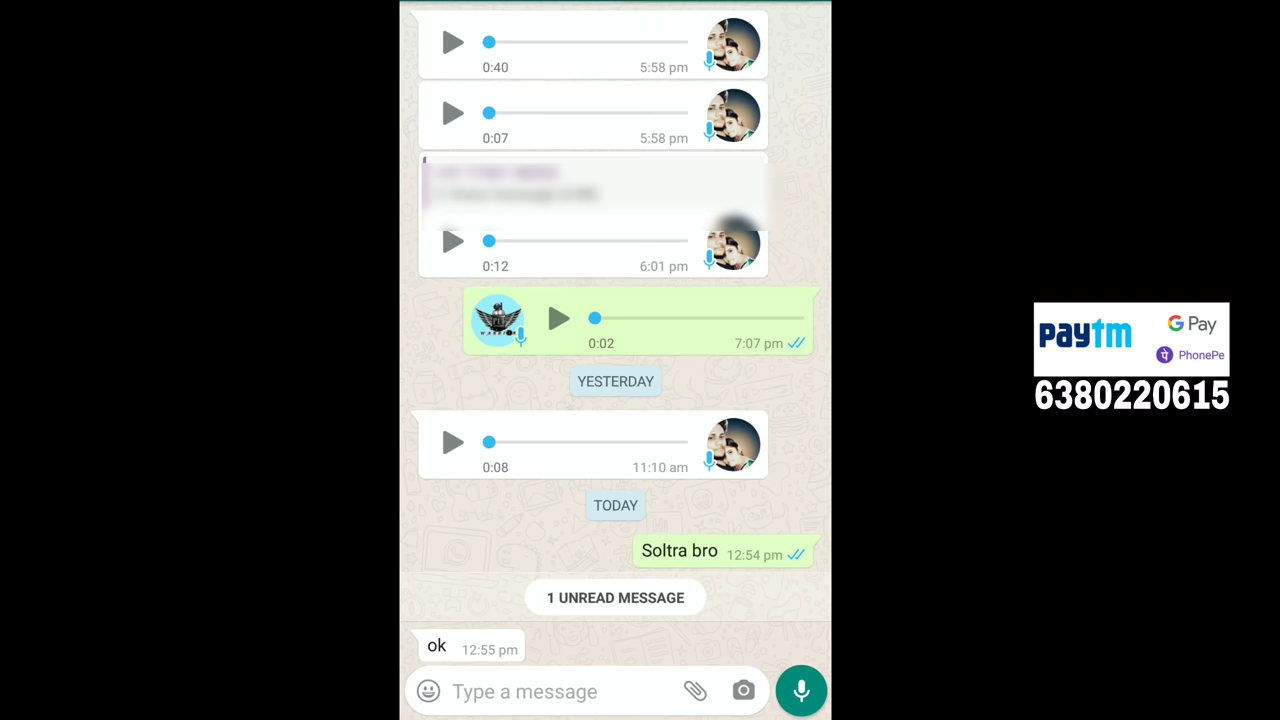 0:40 5:58 pm
0:07 5:58 pm
0:12 6:01 pm
0:02 7:07 pm
YESTERDAY
0:08 11:10 am
TODAY
Soltra bro 12:54 pm
1 UNREAD MESSAGE
ok 12:55 pm
Type a message
paytm
G Pay
पे PhonePe
6380220615